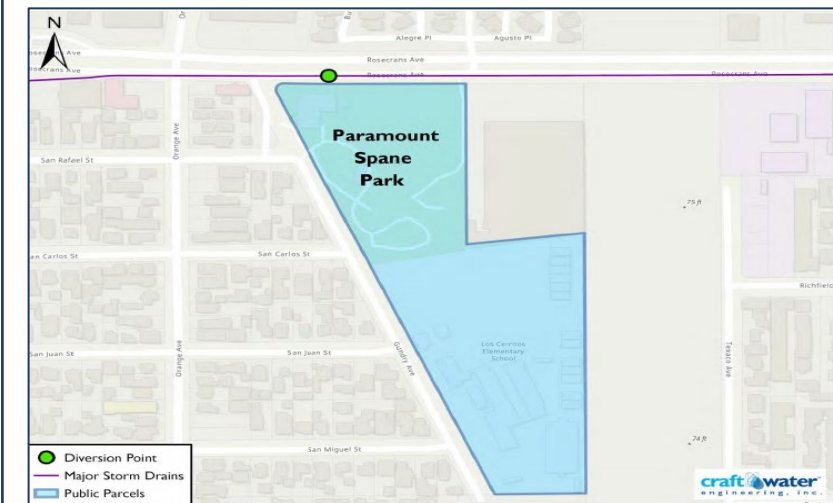 N
Alegre Pl
Agusto Pl
Rosecrans Ave
Rosecrans Ave
Rosecrans Ave
Orange Ave
Paramount
Spane
Park
San Rafael St
75 ft
San Carlos St
San Carlos St
Richfield
Los Cerritos
Elementary
School
San Juan St
San Juan St
Orange Ave
Gundry Ave
Texaco Ave
San Miguel St
74 ft
Diversion Point
Major Storm Drains
Public Parcels
craft water
engineering, inc.